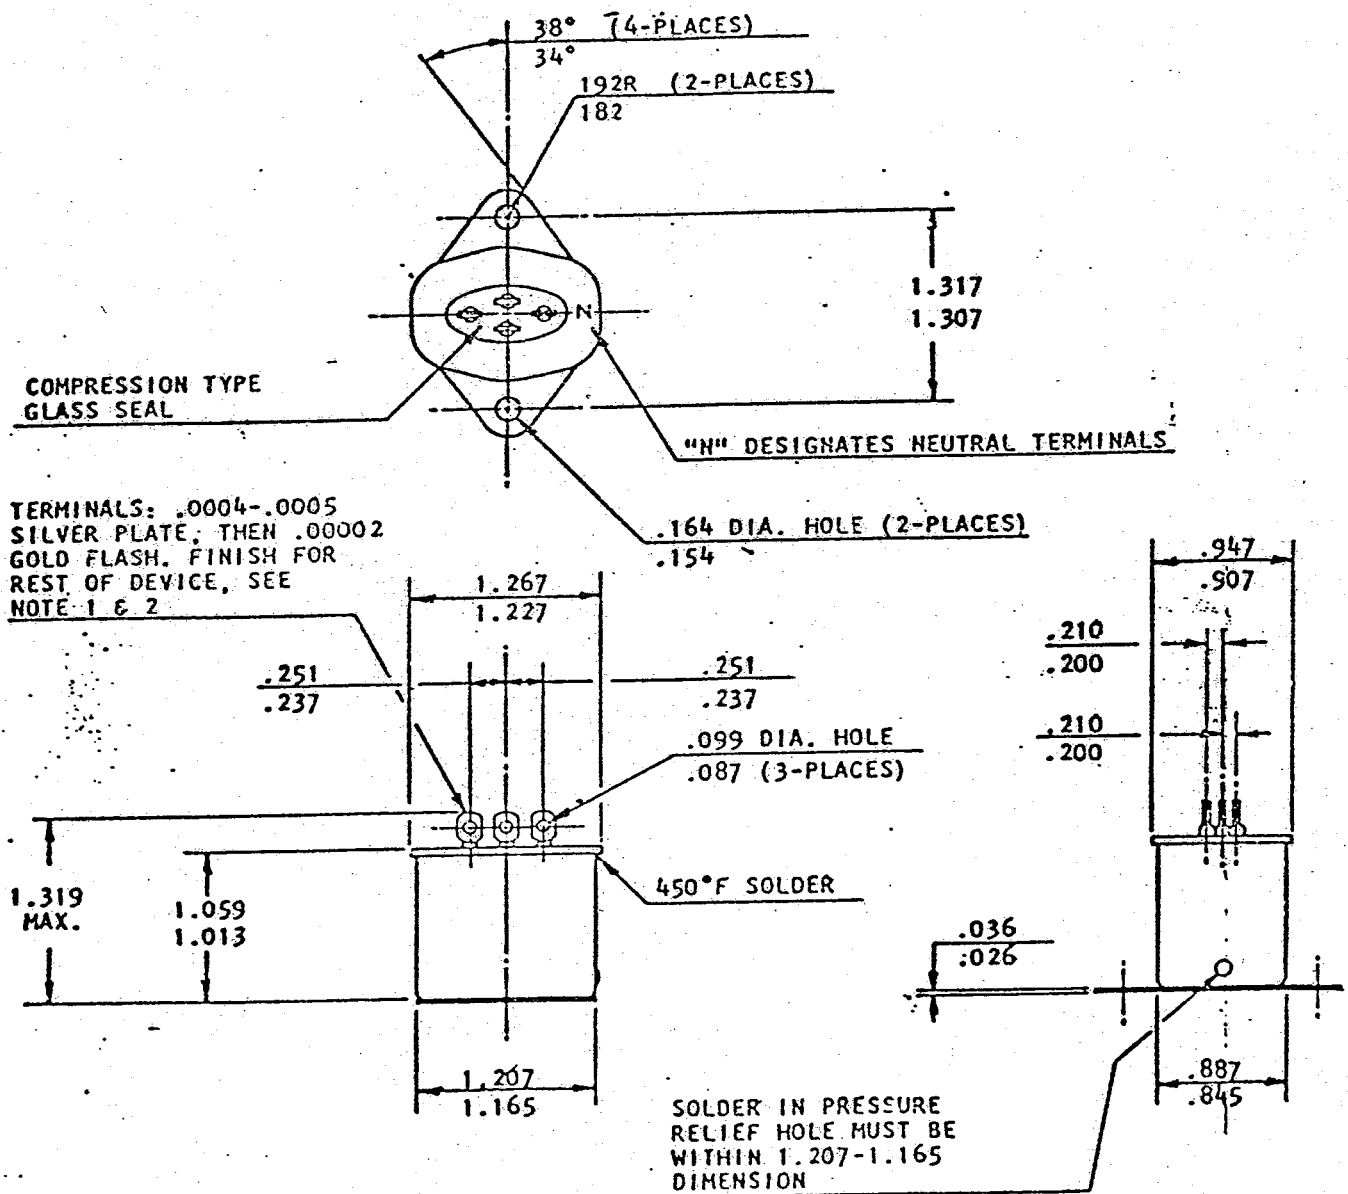 38° (4-PLACES)
34°
192R (2-PLACES)
182
1.317
1.307
N
COMPRESSION TYPE
GLASS SEAL
"N" DESIGNATES NEUTRAL TERMINALS
TERMINALS: .0004-.0005
SILVER PLATE, THEN .00002
GOLD FLASH. FINISH FOR
REST OF DEVICE, SEE
NOTE 1 & 2
.164 DIA. HOLE (2-PLACES)
.154
1.267
1.227
.947
.907
.251
.237
.251
.237
.210
.200
.210
.200
.099 DIA. HOLE
.087 (3-PLACES)
450°F SOLDER
1.319
MAX.
1.059
1.013
.036
.026
1.207
1.165
.887
.845
SOLDER IN PRESSURE
RELIEF HOLE MUST BE
WITHIN 1.207-1.165
DIMENSION